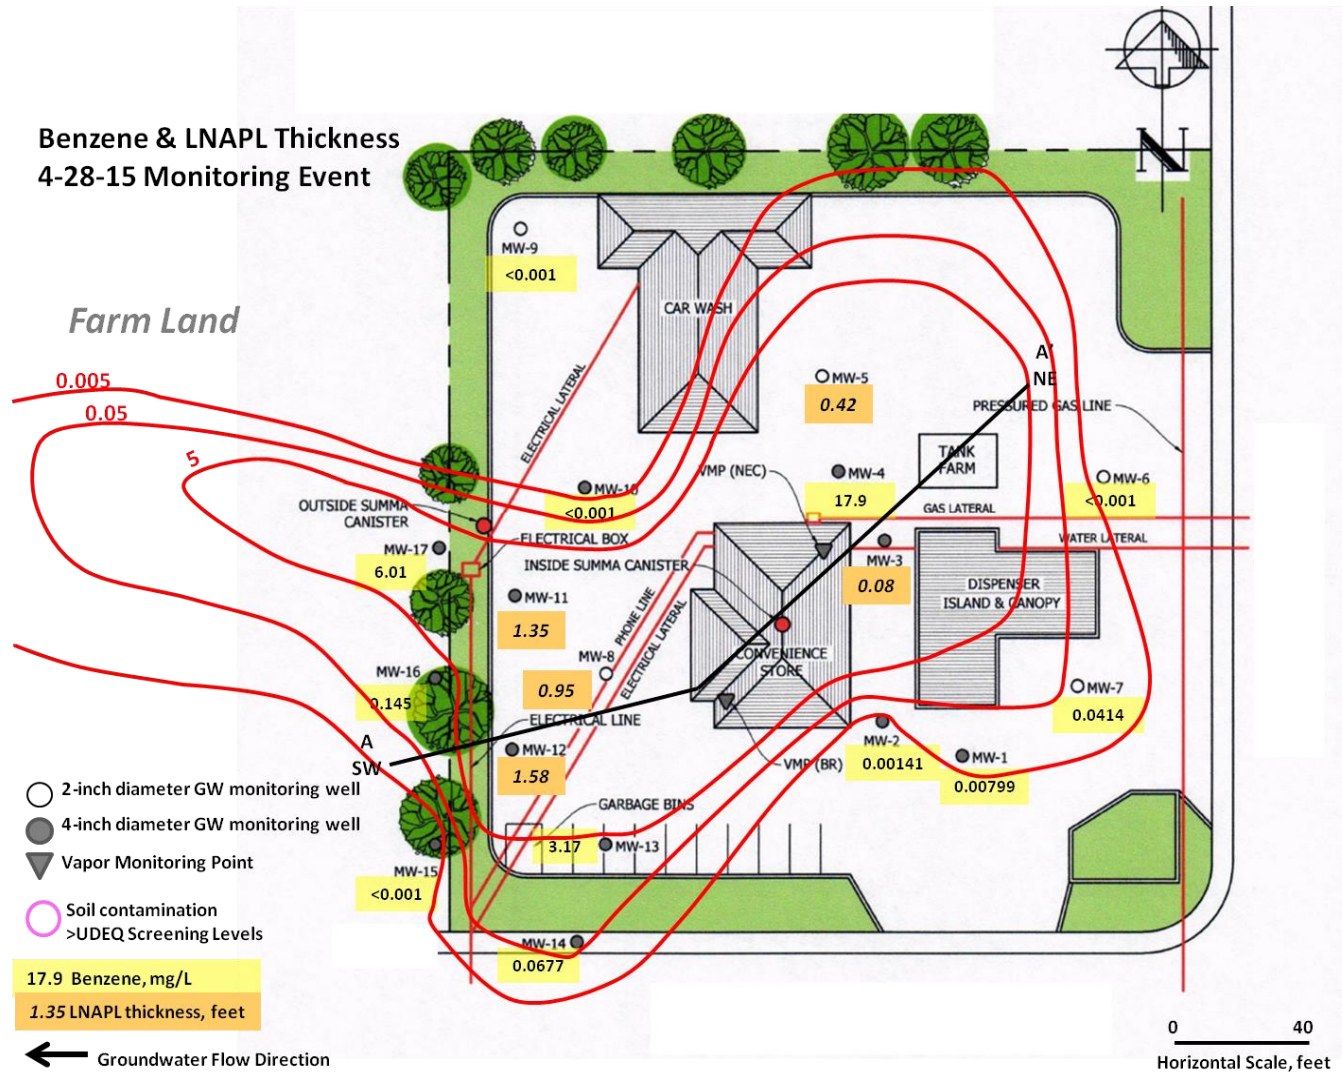 Benzene & LNAPL Thickness
4-28-15 Monitoring Event
N
MW-9
<0.001
Farm Land
CAR WASH
0.005
0.05
5
ELECTRICAL LATERAL
A'
NE
MW-5
0.42
PRESSURED GAS LINE
TANK
FARM
VMP (NEC)
MW-4
17.9
MW-6
<0.001
MW-10
<0.001
OUTSIDE SUMMA
CANISTER
GAS LATERAL
ELECTRICAL BOX
WATER LATERAL
MW-17
6.01
INSIDE SUMMA CANISTER
MW-3
0.08
DISPENSER
ISLAND & CANOPY
MW-11
1.35
PHONE LINE
ELECTRICAL LATERAL
MW-8
0.95
CONVENIENCE
STORE
MW-16
0.145
MW-7
0.0414
ELECTRICAL LINE
A
SW
MW-12
1.58
MW-2
0.00141
VMP (BR)
MW-1
0.00799
GARBAGE BINS
3.17
MW-13
MW-15
<0.001
MW-14
0.0677
2-inch diameter GW monitoring well
4-inch diameter GW monitoring well
Vapor Monitoring Point
Soil contamination
>UDEQ Screening Levels
17.9 Benzene, mg/L
1.35 LNAPL thickness, feet
Groundwater Flow Direction
0 40
Horizontal Scale, feet